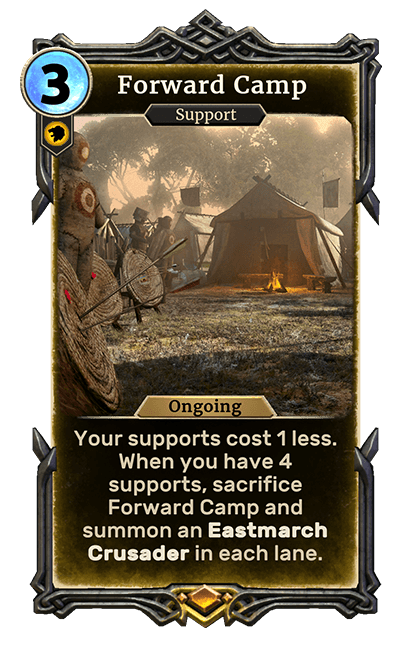 3
Forward Camp
Support
Ongoing
Your supports cost 1 less.
When you have 4
supports, sacrifice
Forward Camp and
summon an Eastmarch
Crusader in each lane.